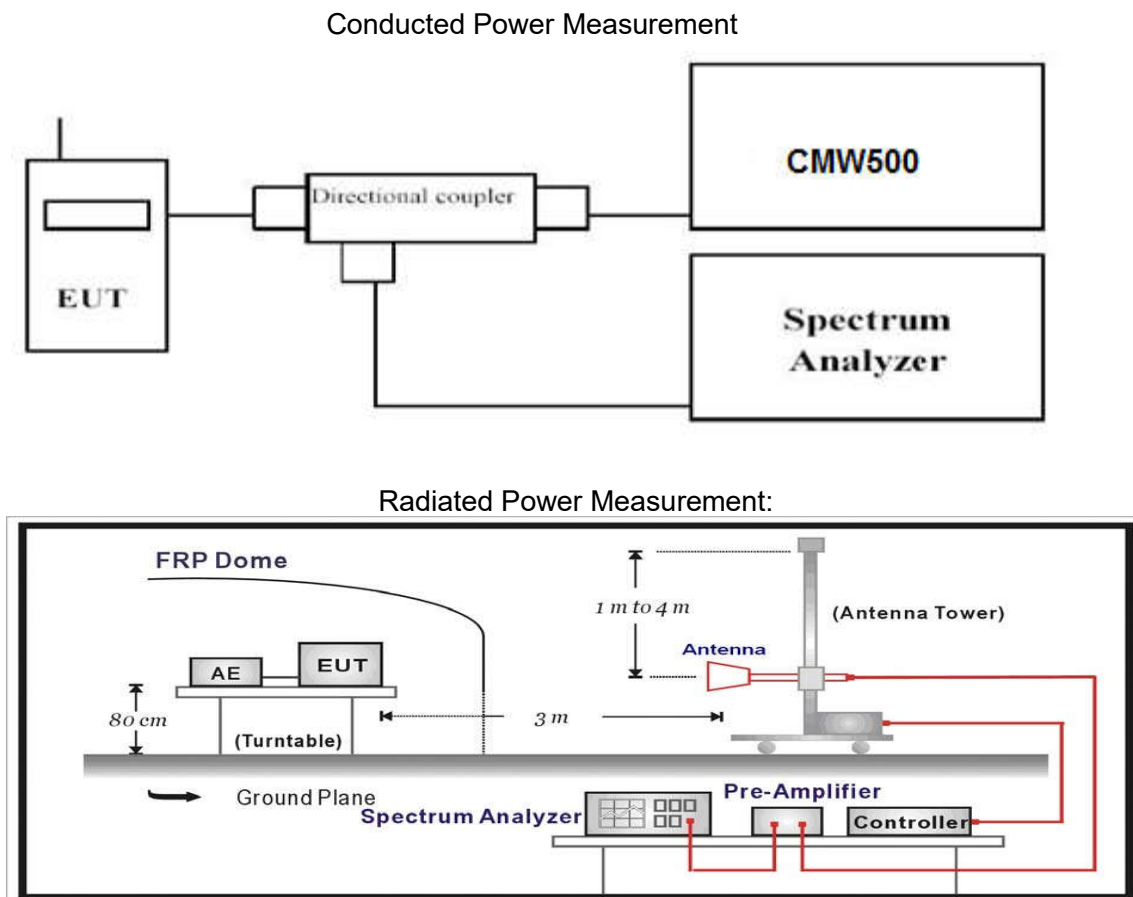 Conducted Power Measurement
CMW500
Directional coupler
EUT
Spectrum
Analyzer
Radiated Power Measurement:
FRP Dome
1 m to 4 m
(Antenna Tower)
Antenna
AE
EUT
80 cm
3 m
(Turntable)
Ground Plane
Pre-Amplifier
Spectrum Analyzer
Controller